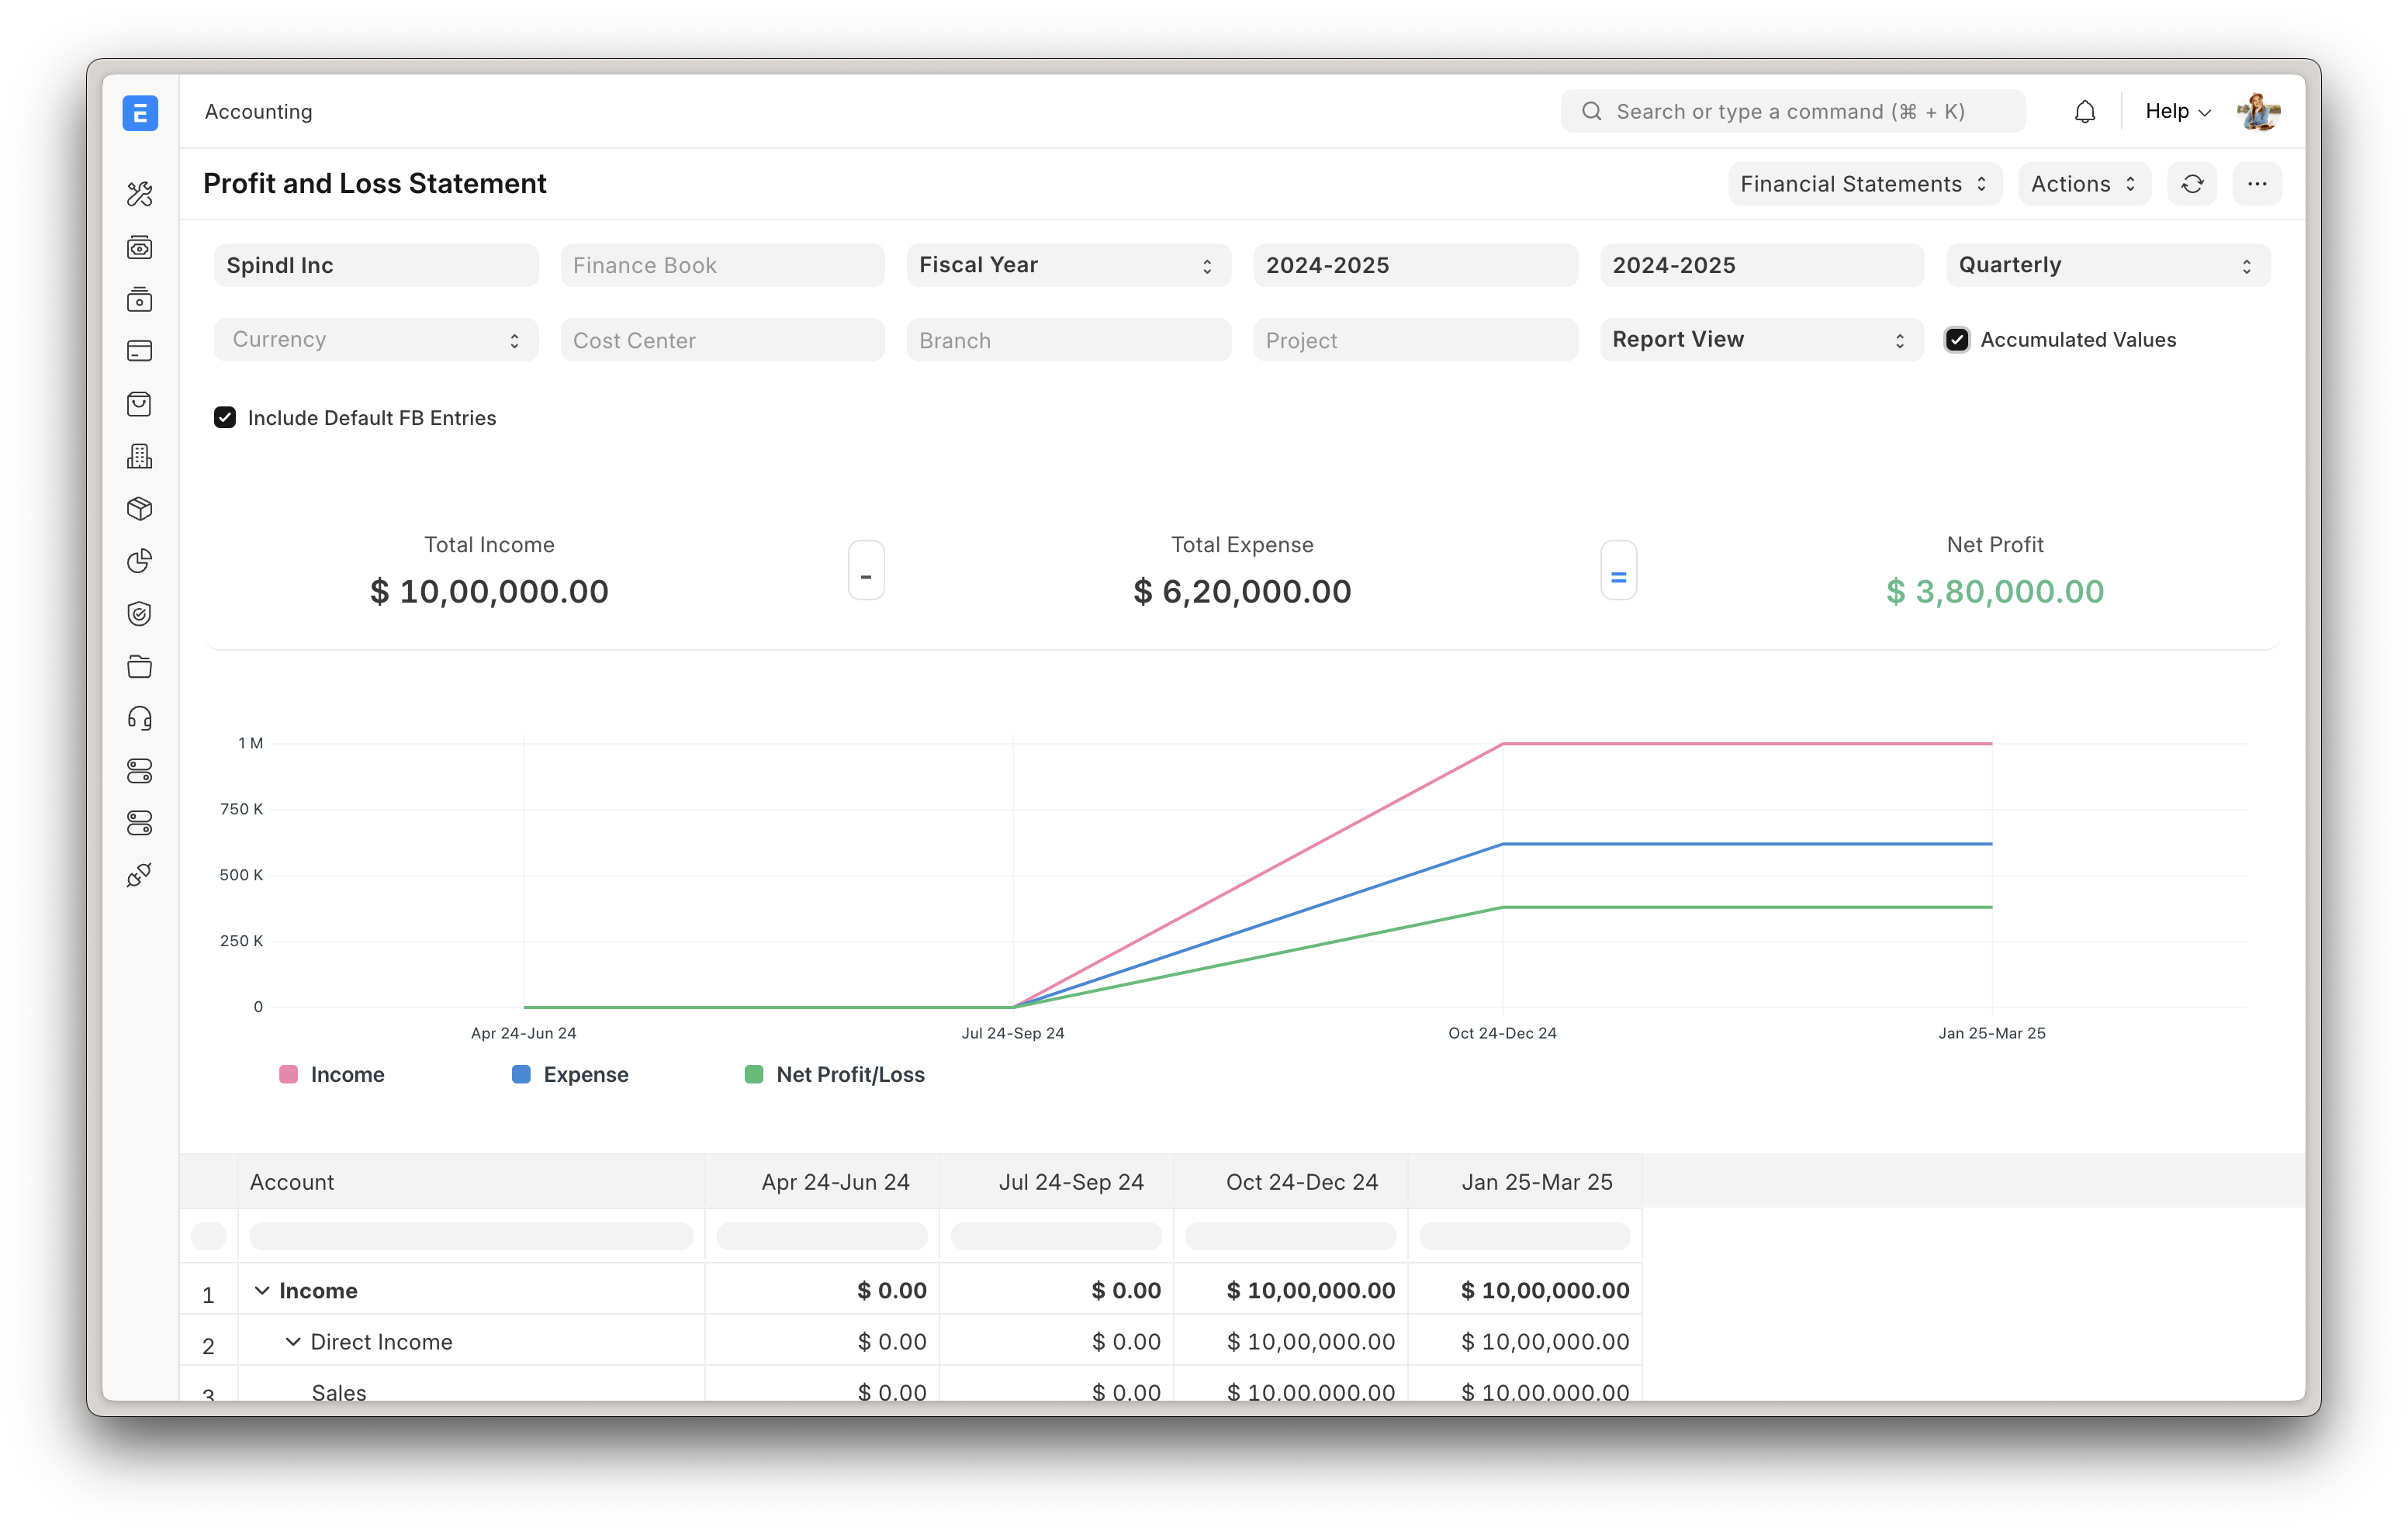 E
Accounting
Search or type a command (⌘ + K)
Help
Profit and Loss Statement
Financial Statements
Actions
Spindl Inc
Finance Book
Fiscal Year
2024-2025
2024-2025
Quarterly
Currency
Cost Center
Branch
Project
Report View
Accumulated Values
Include Default FB Entries
Total Income
$ 10,00,000.00
-
Total Expense
$ 6,20,000.00
=
Net Profit
$ 3,80,000.00
1 M
750 K
500 K
250 K
0
Apr 24-Jun 24 Jul 24-Sep 24 Oct 24-Dec 24 Jan 25-Mar 25
Income Expense Net Profit/Loss
Account Apr 24-Jun 24 Jul 24-Sep 24 Oct 24-Dec 24 Jan 25-Mar 25
1 Income $ 0.00 $ 0.00 $ 10,00,000.00 $ 10,00,000.00
2 Direct Income $ 0.00 $ 0.00 $ 10,00,000.00 $ 10,00,000.00
3 Sales $ 0.00 $ 0.00 $ 10,00,000.00 $ 10,00,000.00